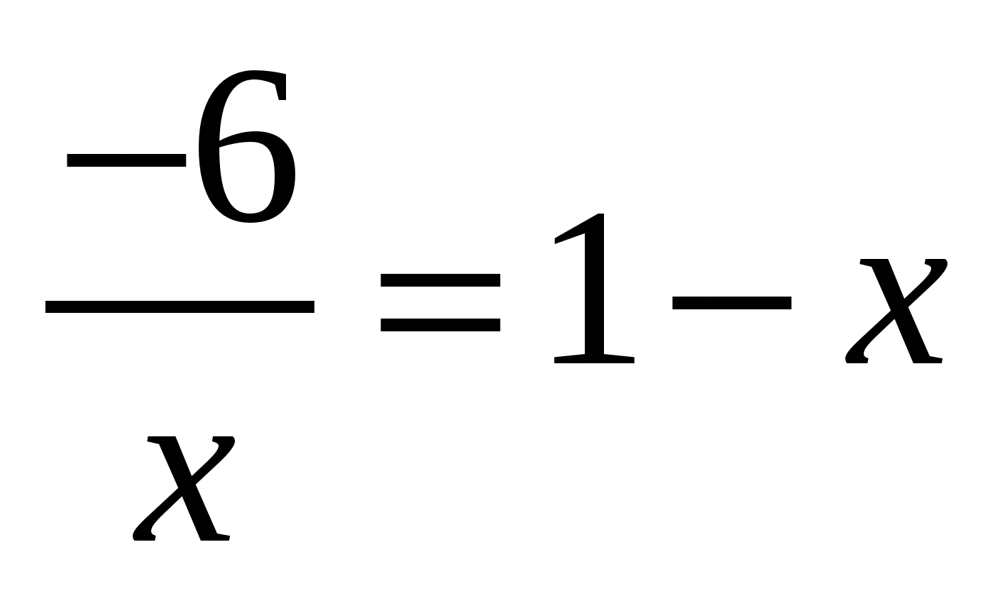 −6/x = 1 − x